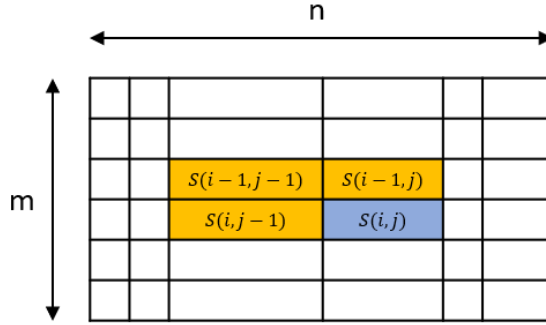 n
m
S(i − 1, j − 1) S(i − 1, j)
S(i, j − 1) S(i, j)